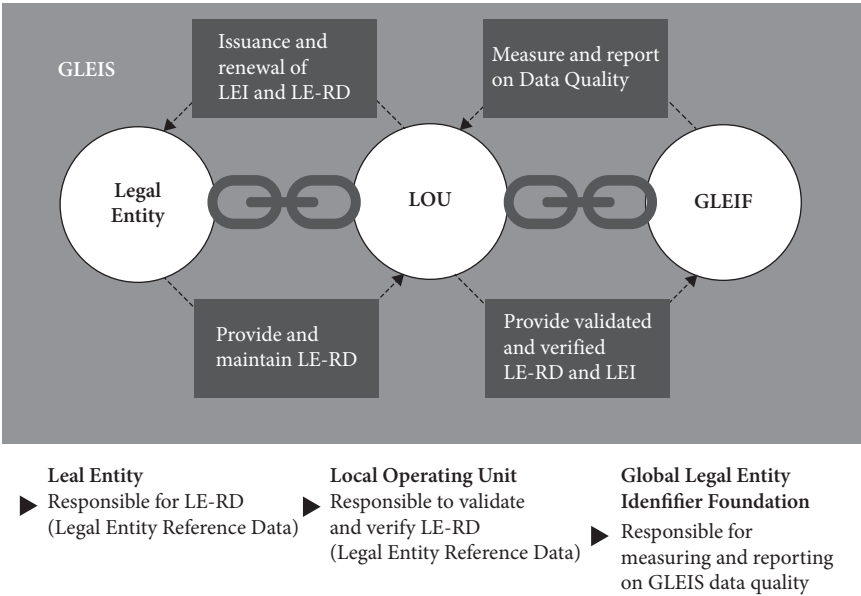 GLEIS
Issuance and
renewal of
LEI and LE-RD
Measure and report
on Data Quality
Legal
Entity
LOU
GLEIF
Provide and
maintain LE-RD
Provide validated
and verified
LE-RD and LEI
Leal Entity
Responsible for LE-RD
(Legal Entity Reference Data)
Local Operating Unit
Responsible to validate
and verify LE-RD
(Legal Entity Reference Data)
Global Legal Entity
Idenfifier Foundation
Responsible for
measuring and reporting
on GLEIS data quality